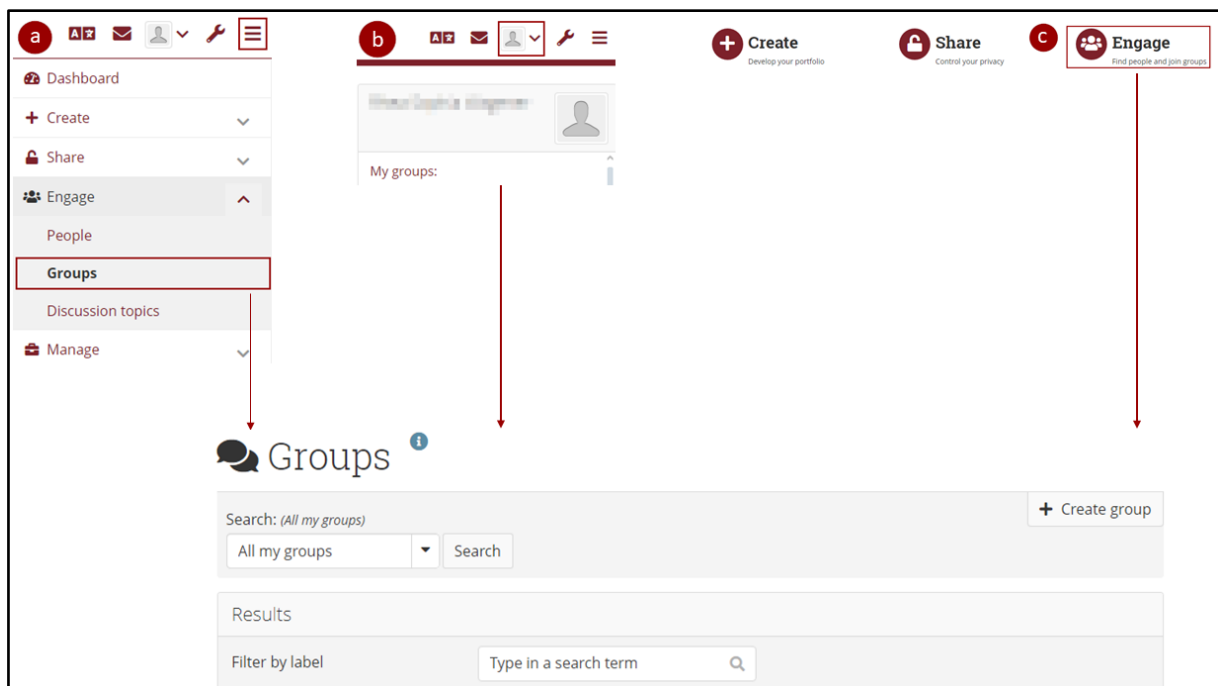 a
Dashboard
Create
Share
Engage
People
Groups
Discussion topics
Manage
b
My groups:
Create
Develop your portfolio
Share
Control your privacy
c
Engage
Find people and join groups
Groups
Search: (All my groups)
All my groups
Search
Create group
Results
Filter by label
Type in a search term